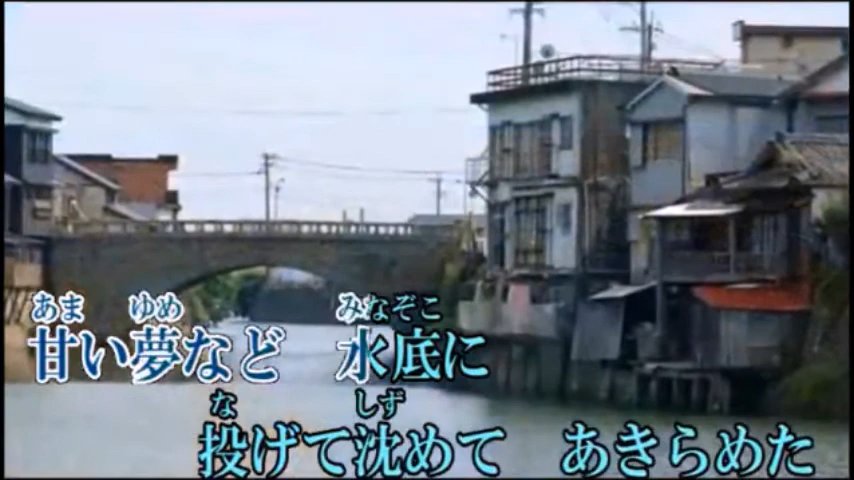 あま ゆめ みなぞこ
甘い夢など 水底に
な しず
投げて沈めて あきらめた